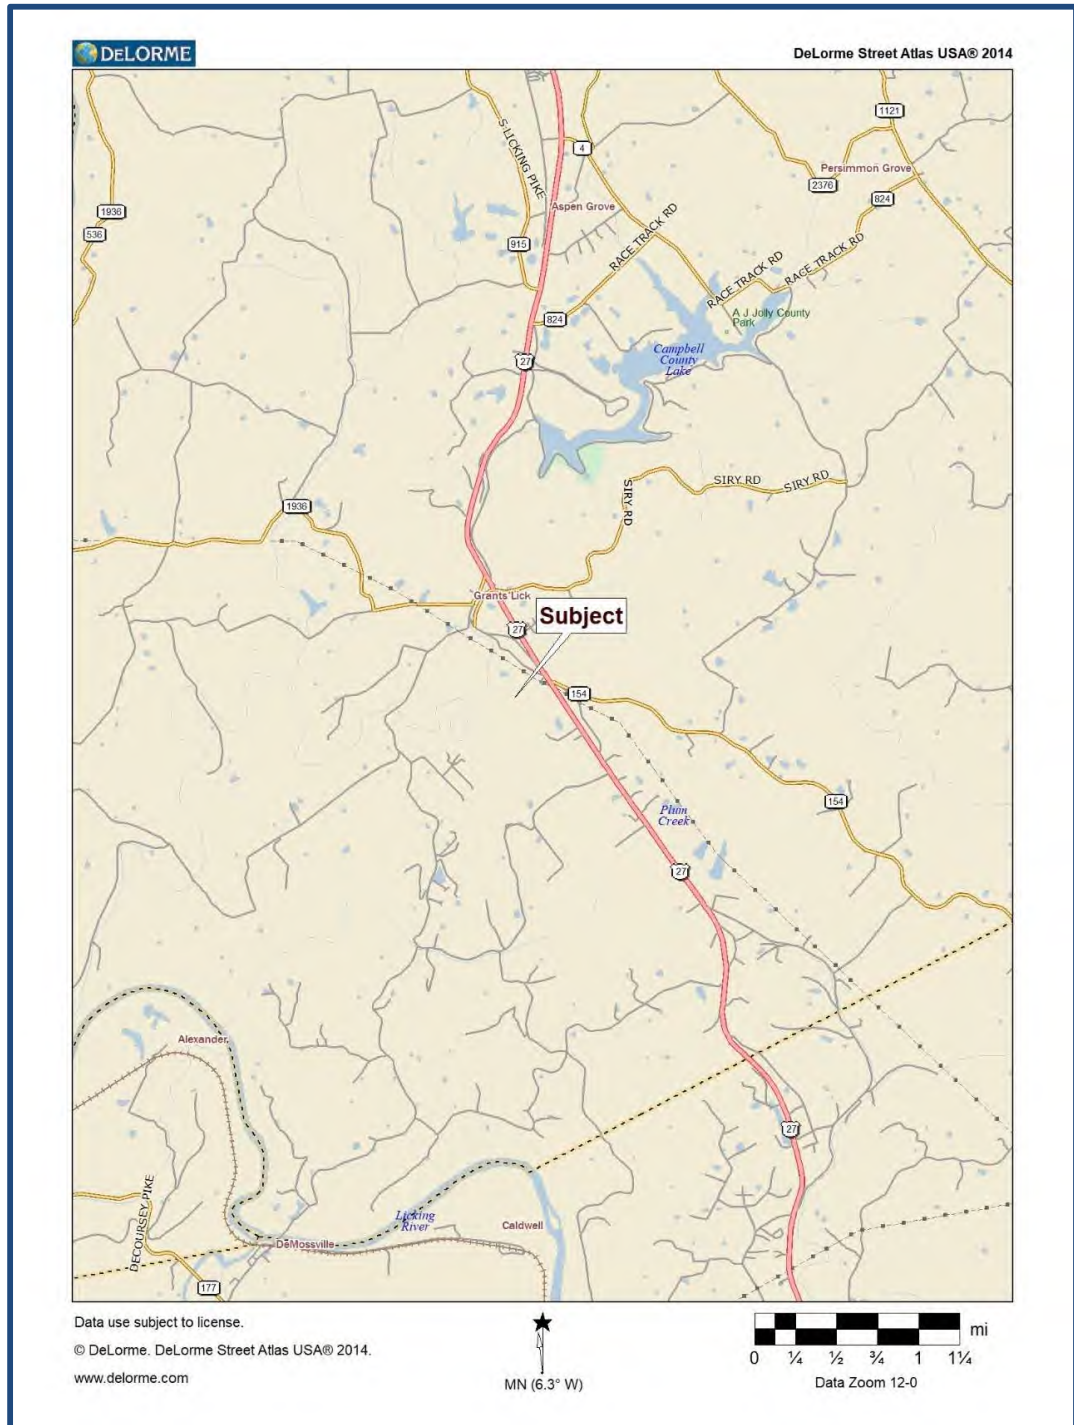 DELORME
DeLorme Street Atlas USA® 2014
1121
S LICKING PIKE
4
Persimmon Grove
2376
824
1936
536
Aspen Grove
915
RACE TRACK RD
RACE TRACK RD
RACE TRACK RD
A J Jolly County
Park
824
Campbell
County
Lake
27
SIRY RD
SIRY RD
SIRY RD
1936
Grants Lick
Subject
27
154
154
Plum
Creek
27
Alexander
27
DECOURSEY PIKE
Licking
River
Caldwell
DeMossville
177
Data use subject to license.
© DeLorme. DeLorme Street Atlas USA® 2014.
www.delorme.com
MN (6.3° W)
mi
0 ¼ ½ ¾ 1 1¼
Data Zoom 12-0